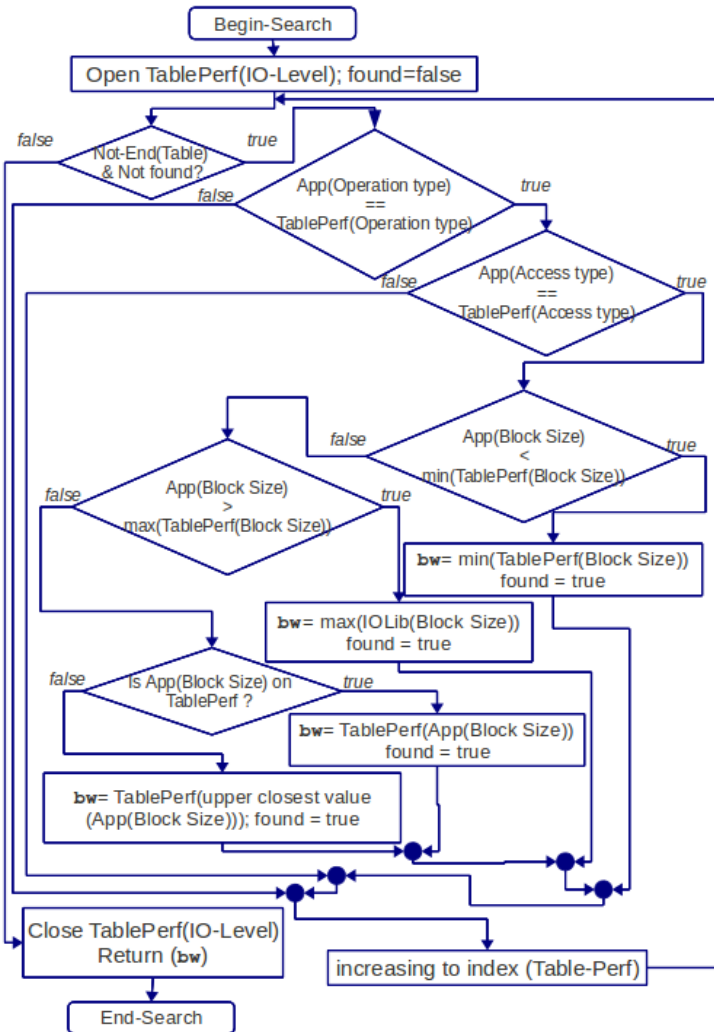 Begin-Search
Open TablePerf(IO-Level); found=false
false
true
Not-End(Table)
& Not found?
false
App(Operation type)
==
TablePerf(Operation type)
true
false
App(Access type)
==
TablePerf(Access type)
true
false
App(Block Size)
<
min(TablePerf(Block Size))
true
false
App(Block Size)
>
max(TablePerf(Block Size))
true
bw= min(TablePerf(Block Size))
found = true
bw= max(IOLib(Block Size))
found = true
false
Is App(Block Size) on
TablePerf ?
true
bw= TablePerf(App(Block Size))
found = true
bw= TablePerf(upper closest value
(App(Block Size))); found = true
Close TablePerf(IO-Level)
Return (bw)
increasing to index (Table-Perf)
End-Search